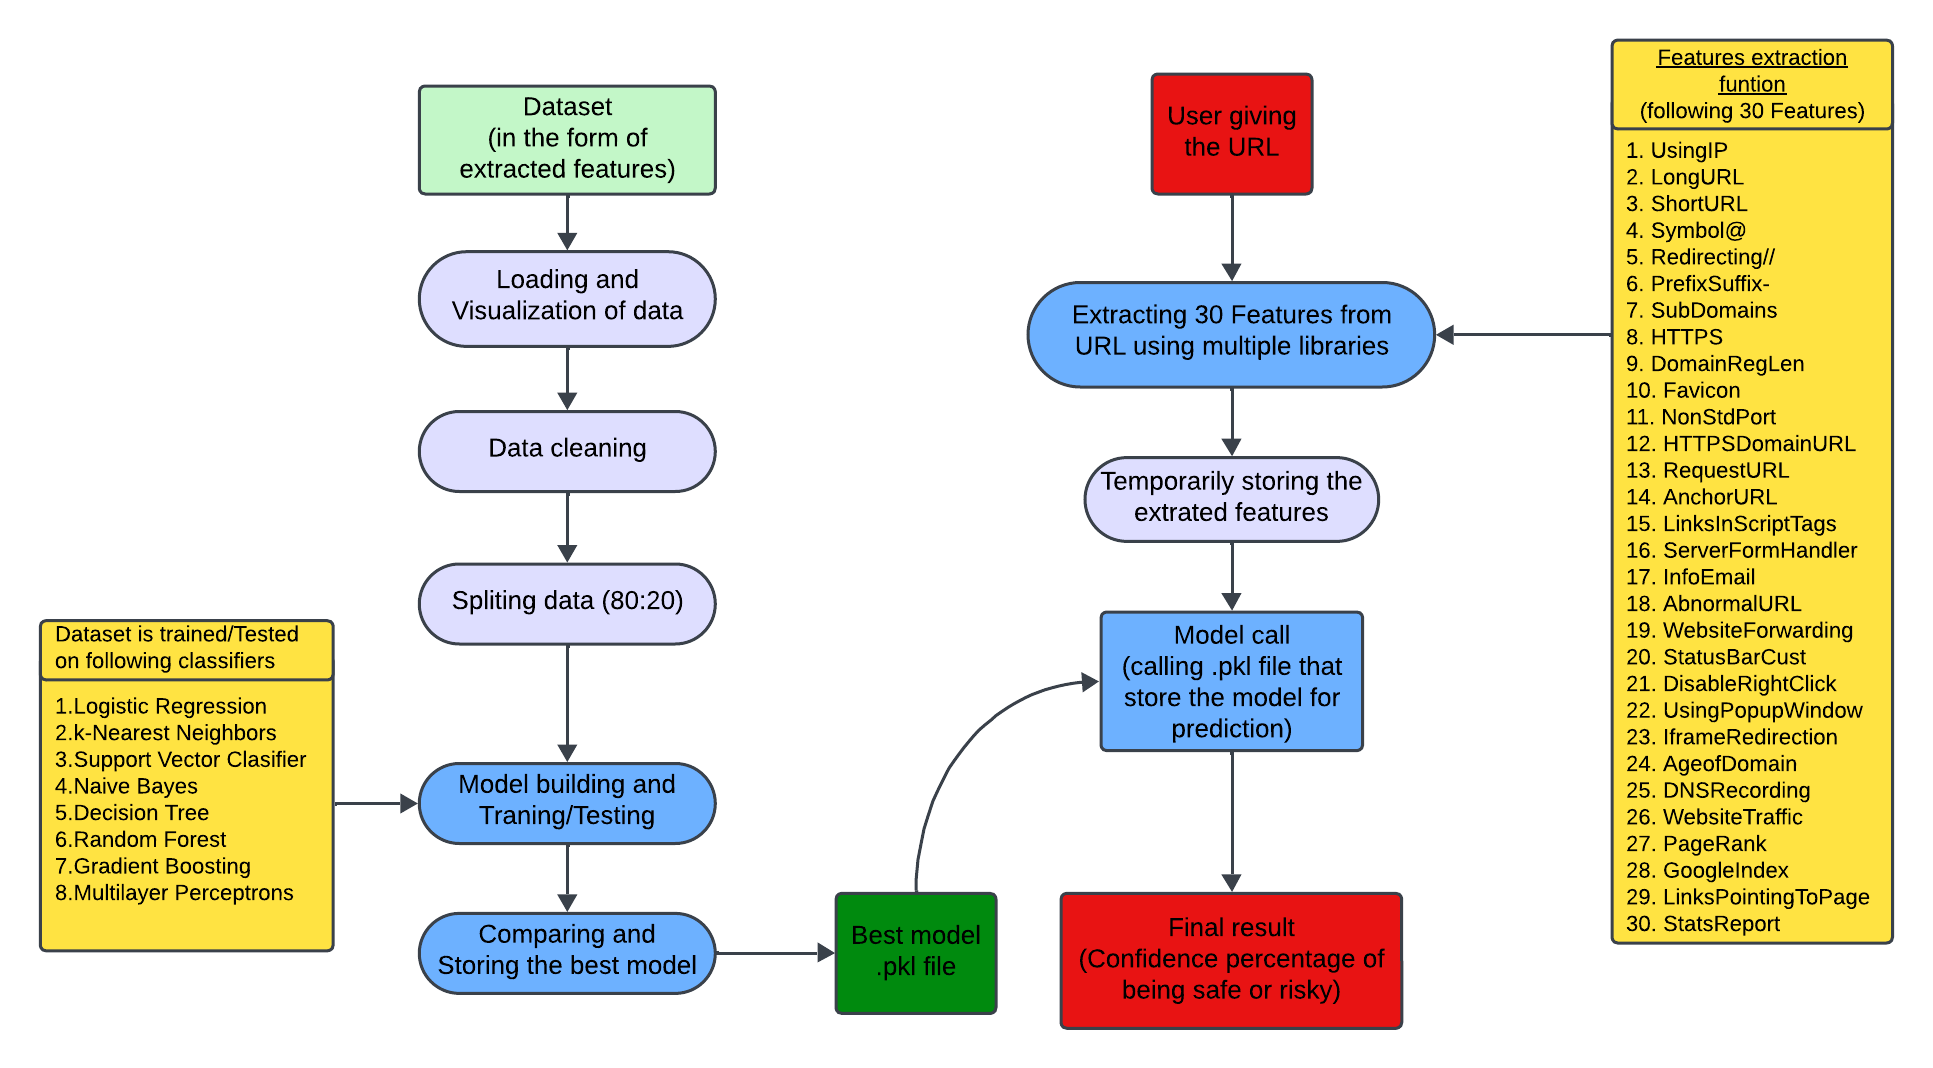 Dataset
(in the form of
extracted features)
Loading and
Visualization of data
Data cleaning
Spliting data (80:20)
Dataset is trained/Tested
on following classifiers
1.Logistic Regression
2.k-Nearest Neighbors
3.Support Vector Clasifier
4.Naive Bayes
5.Decision Tree
6.Random Forest
7.Gradient Boosting
8.Multilayer Perceptrons
Model building and
Traning/Testing
Comparing and
Storing the best model
Best model
.pkl file
User giving
the URL
Extracting 30 Features from
URL using multiple libraries
Temporarily storing the
extrated features
Model call
(calling .pkl file that
store the model for
prediction)
Final result
(Confidence percentage of
being safe or risky)
Features extraction
funtion
(following 30 Features)
1. UsingIP
2. LongURL
3. ShortURL
4. Symbol@
5. Redirecting//
6. PrefixSuffix-
7. SubDomains
8. HTTPS
9. DomainRegLen
10. Favicon
11. NonStdPort
12. HTTPSDomainURL
13. RequestURL
14. AnchorURL
15. LinksInScriptTags
16. ServerFormHandler
17. InfoEmail
18. AbnormalURL
19. WebsiteForwarding
20. StatusBarCust
21. DisableRightClick
22. UsingPopupWindow
23. IframeRedirection
24. AgeofDomain
25. DNSRecording
26. WebsiteTraffic
27. PageRank
28. GoogleIndex
29. LinksPointingToPage
30. StatsReport